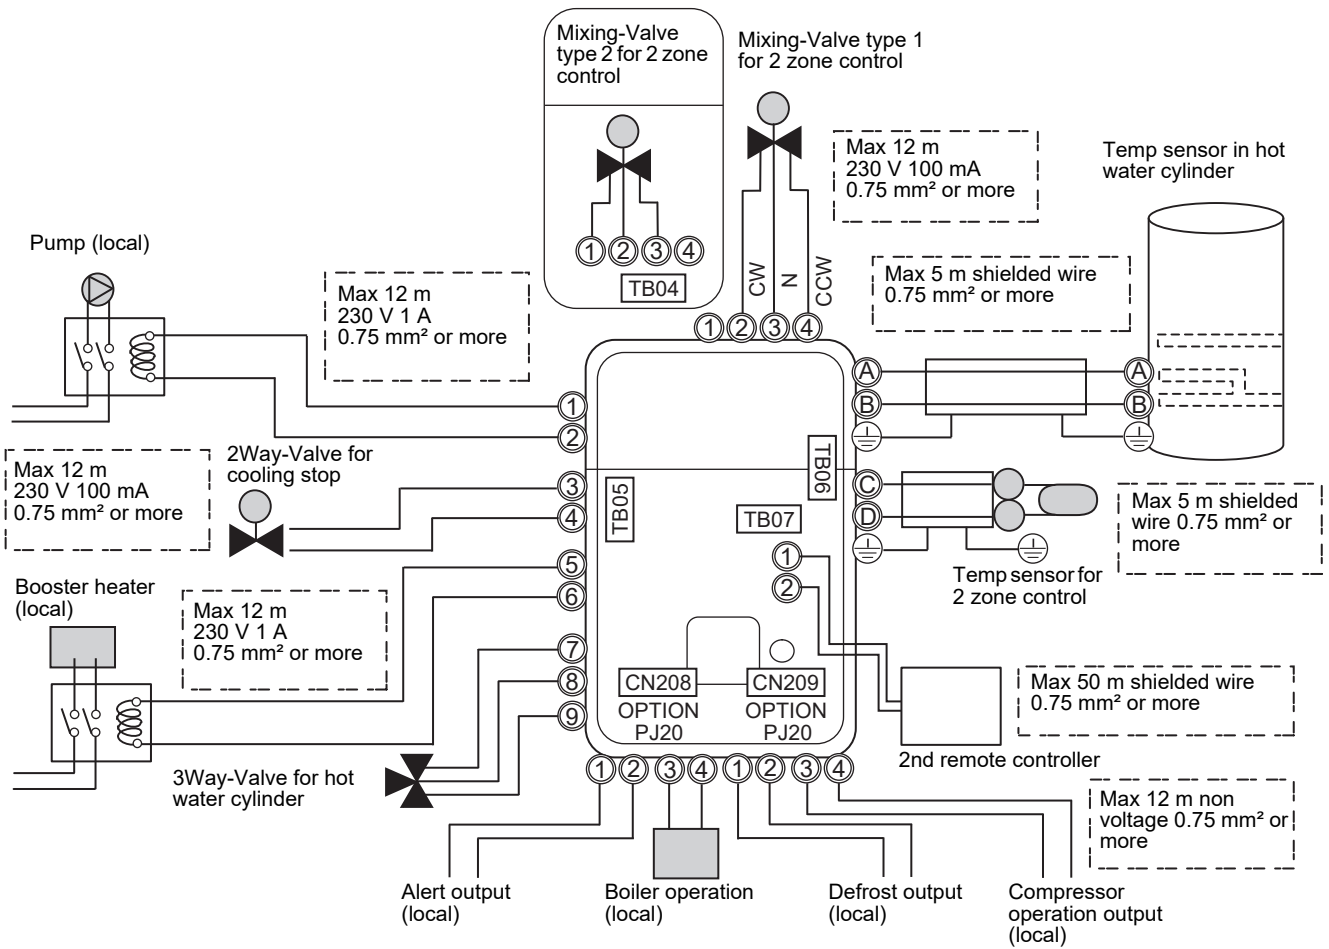 Mixing-Valve
type 2 for 2 zone
control
1 2 3 4
TB04
Mixing-Valve type 1
for 2 zone control
CW
N
CCW
1 2 3 4
Max 12 m
230 V 100 mA
0.75 mm² or more
Temp sensor in hot
water cylinder
Max 5 m shielded wire
0.75 mm² or more
Pump (local)
Max 12 m
230 V 1 A
0.75 mm² or more
1
2
A
B
A
B
Max 12 m
230 V 100 mA
0.75 mm² or more
2Way-Valve for
cooling stop
3
4
TB05
TB06
TB07
1
2
C
D
Max 5 m shielded
wire 0.75 mm² or
more
Temp sensor for
2 zone control
Booster heater
(local)
Max 12 m
230 V 1 A
0.75 mm² or more
5
6
7
8
9
3Way-Valve for hot
water cylinder
CN208
OPTION
PJ20
CN209
OPTION
PJ20
2nd remote controller
Max 50 m shielded wire
0.75 mm² or more
1 2 3 4 1 2 3 4
Max 12 m non
voltage 0.75 mm² or
more
Alert output
(local)
Boiler operation
(local)
Defrost output
(local)
Compressor
operation output
(local)